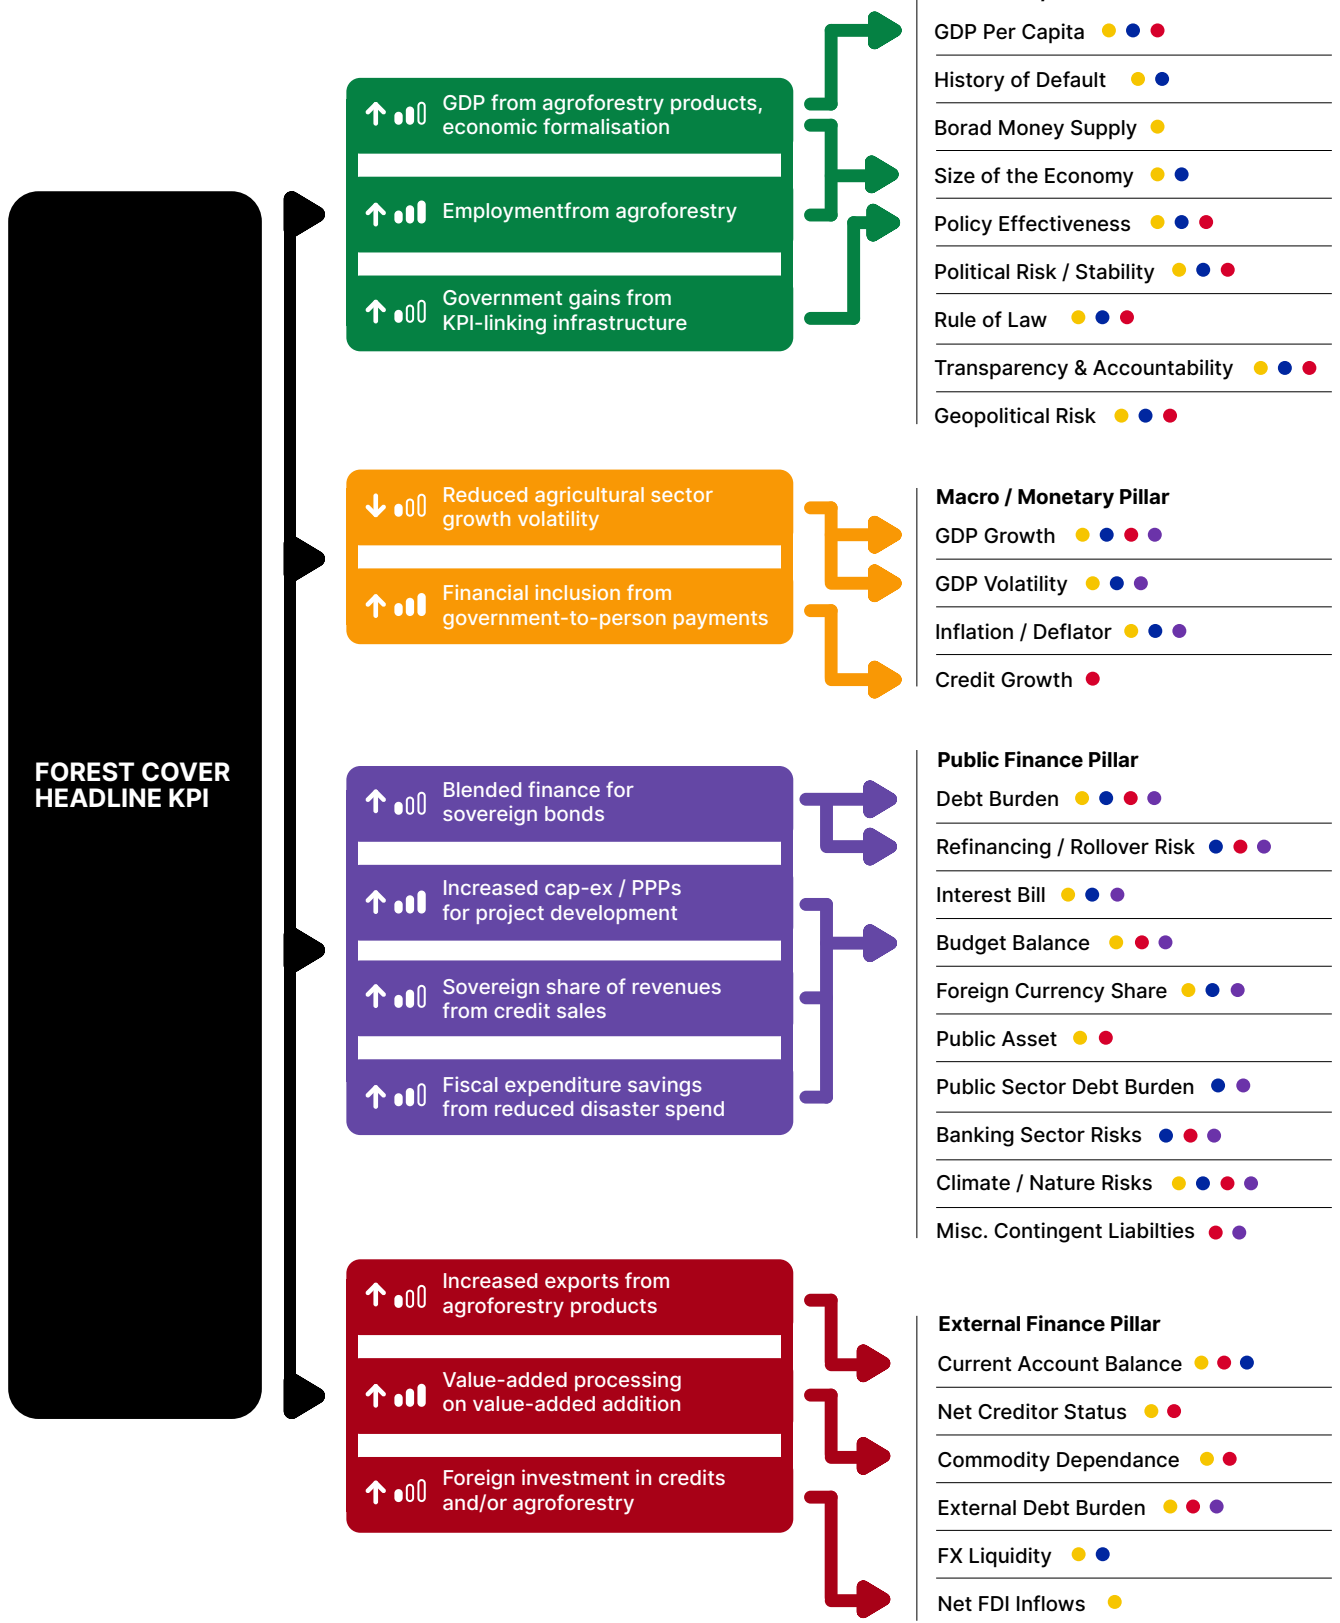 FOREST COVER
HEADLINE KPI
GDP from agroforestry products,
economic formalisation
Employmentfrom agroforestry
Government gains from
KPI-linking infrastructure
GDP Per Capita
History of Default
Borad Money Supply
Size of the Economy
Policy Effectiveness
Political Risk / Stability
Rule of Law
Transparency & Accountability
Geopolitical Risk
Reduced agricultural sector
growth volatility
Financial inclusion from
government-to-person payments
Macro / Monetary Pillar
GDP Growth
GDP Volatility
Inflation / Deflator
Credit Growth
Blended finance for
sovereign bonds
Increased cap-ex / PPPs
for project development
Sovereign share of revenues
from credit sales
Fiscal expenditure savings
from reduced disaster spend
Public Finance Pillar
Debt Burden
Refinancing / Rollover Risk
Interest Bill
Budget Balance
Foreign Currency Share
Public Asset
Public Sector Debt Burden
Banking Sector Risks
Climate / Nature Risks
Misc. Contingent Liabilties
Increased exports from
agroforestry products
Value-added processing
on value-added addition
Foreign investment in credits
and/or agroforestry
External Finance Pillar
Current Account Balance
Net Creditor Status
Commodity Dependance
External Debt Burden
FX Liquidity
Net FDI Inflows